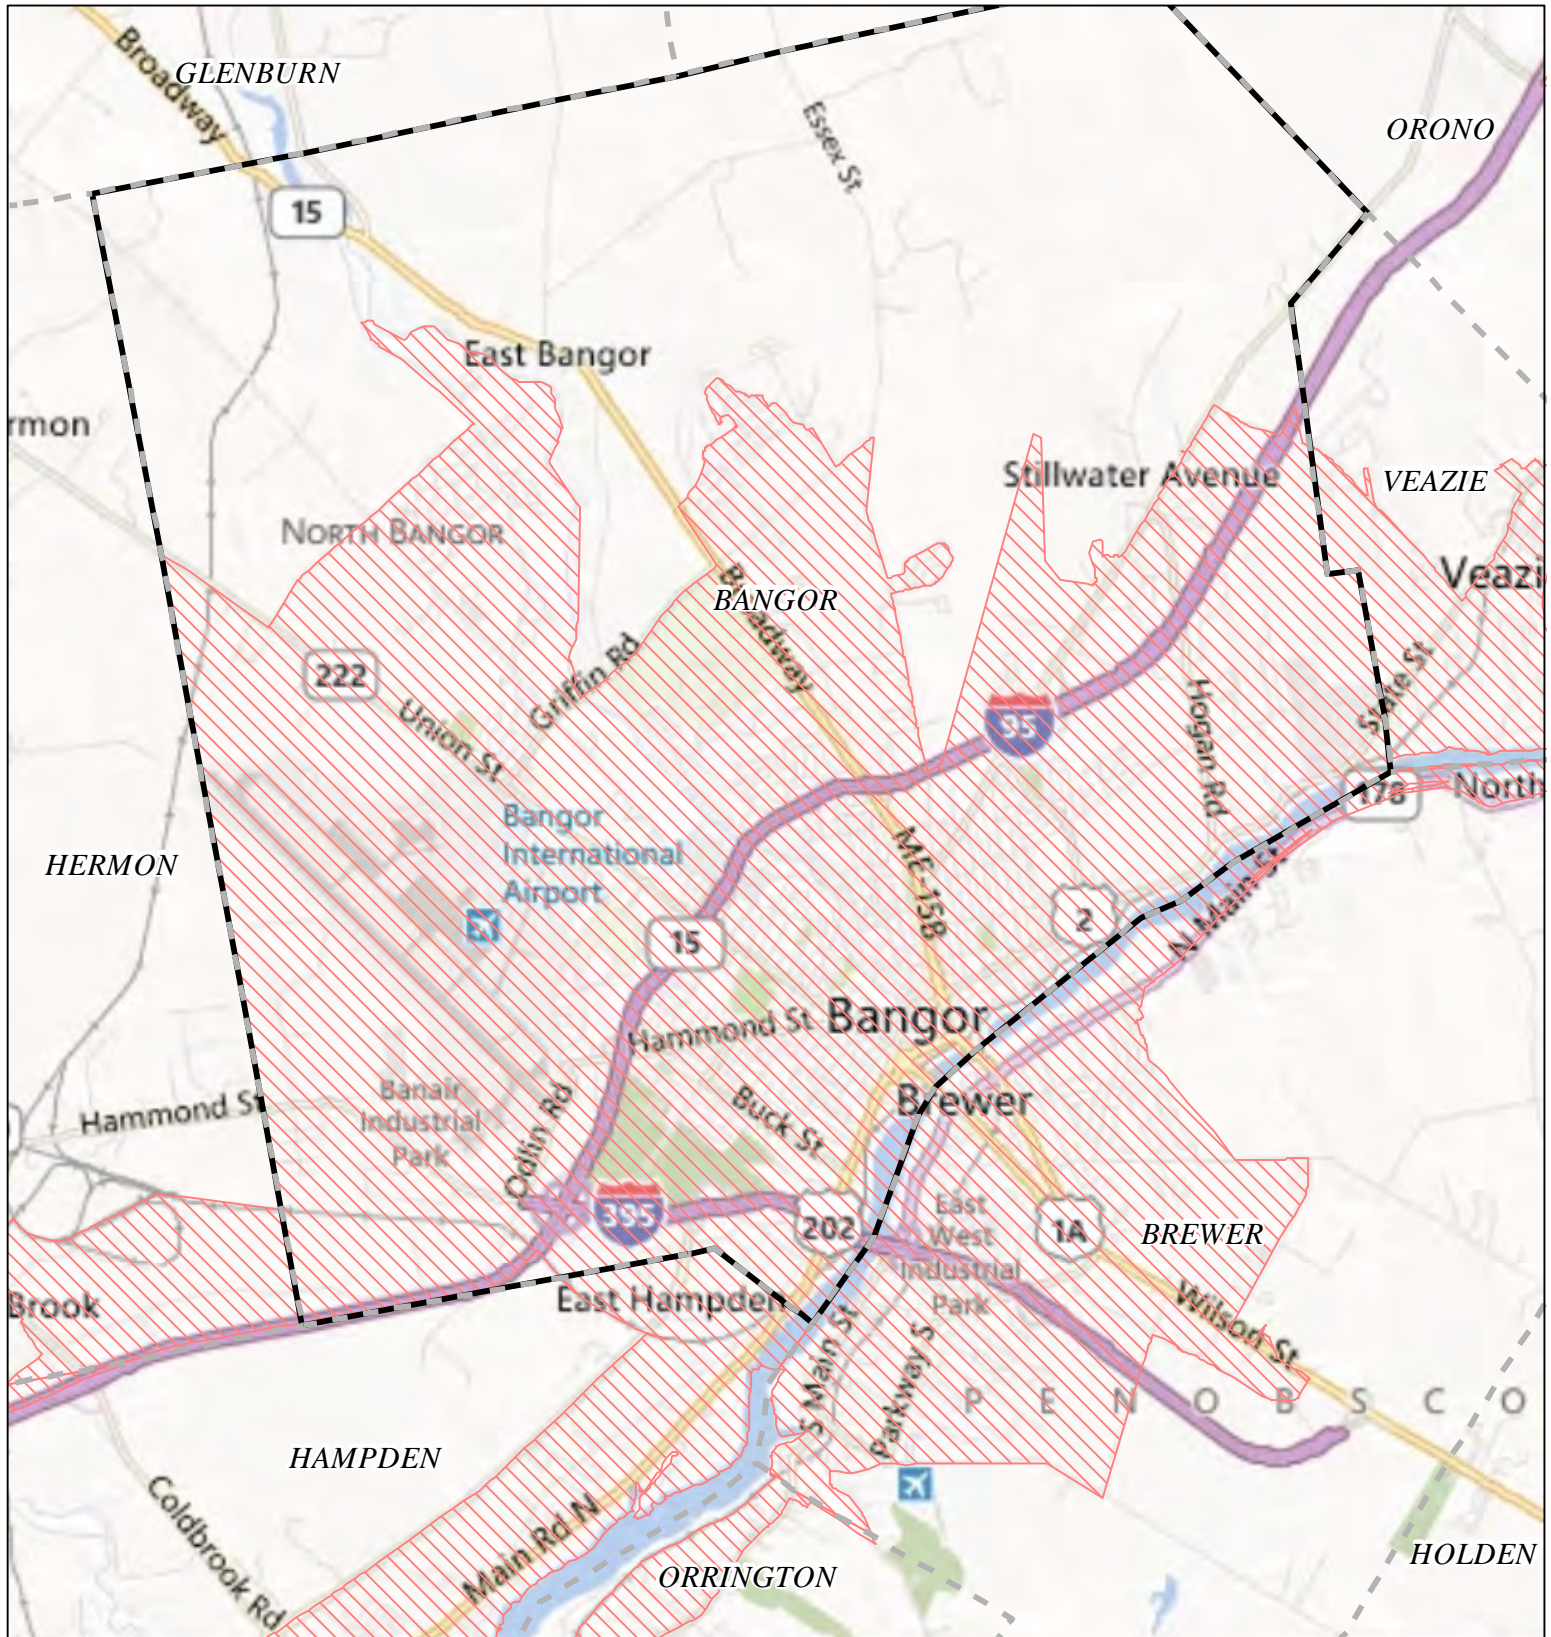 Broadway
GLENBURN
ORONO
Essex St
15
East Bangor
rmon
Stillwater Avenue
VEAZIE
NORTH BANGOR
Veazi
BANGOR
Broadway
222
Griffin Rd
State St
Union St
95
Hogan Rd
178
North
Bangor
International
Airport
HERMON
ME-15B
2
N Main St
15
Hammond St
Bangor
Banair
Industrial
Park
Hammond St
Odlin Rd
Buck St
Brewer
395
202
East
West
Industrial
Park
1A
BREWER
Brook
East Hampden
Wilson St
S Main St
Parkway S
P E N O B S C O
HAMPDEN
Coldbrook Rd
Main Rd N
ORRINGTON
HOLDEN